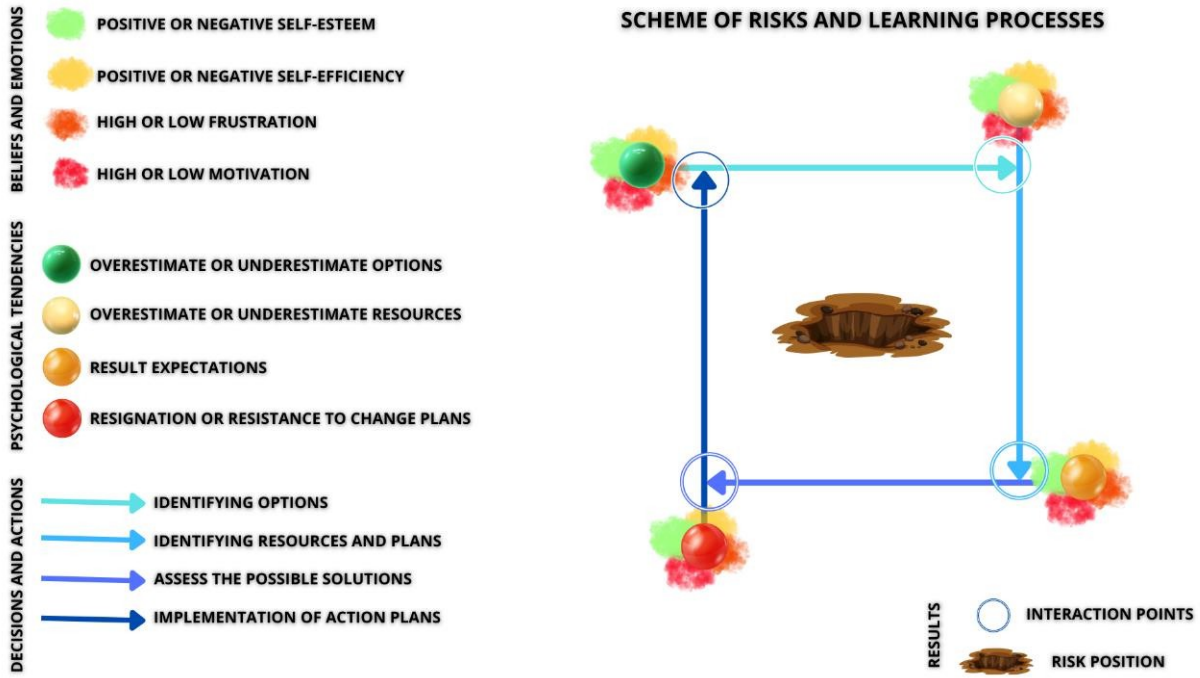 SCHEME OF RISKS AND LEARNING PROCESSES
BELIEFS AND EMOTIONS
POSITIVE OR NEGATIVE SELF-ESTEEM
POSITIVE OR NEGATIVE SELF-EFFICIENCY
HIGH OR LOW FRUSTRATION
HIGH OR LOW MOTIVATION
PSYCHOLOGICAL TENDENCIES
OVERESTIMATE OR UNDERESTIMATE OPTIONS
OVERESTIMATE OR UNDERESTIMATE RESOURCES
RESULT EXPECTATIONS
RESIGNATION OR RESISTANCE TO CHANGE PLANS
DECISIONS AND ACTIONS
IDENTIFYING OPTIONS
IDENTIFYING RESOURCES AND PLANS
ASSESS THE POSSIBLE SOLUTIONS
IMPLEMENTATION OF ACTION PLANS
RESULTS
INTERACTION POINTS
RISK POSITION